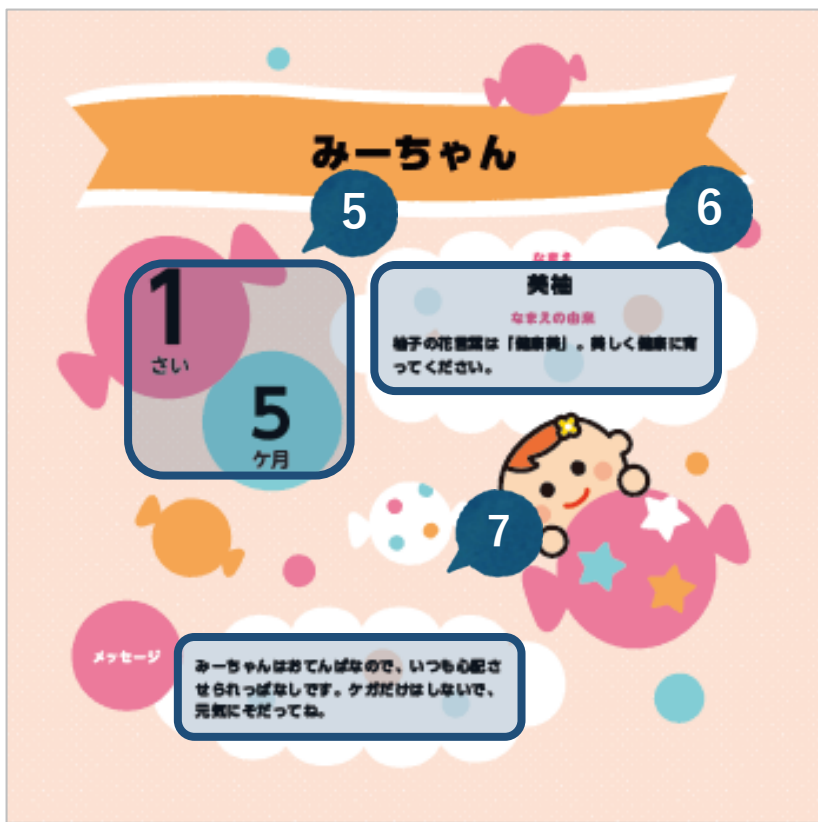 みーちゃん
5
6
1
さい
5
ケ月
なまえ
美柚
なまえの由来
柚子の花言葉は「健康美」。美しく健康に育
ってください。
7
メッセージ
みーちゃんはおてんばなので、いつも心配さ
せられっぱなしです。ケガだけはしないで、
元気にそだってね。